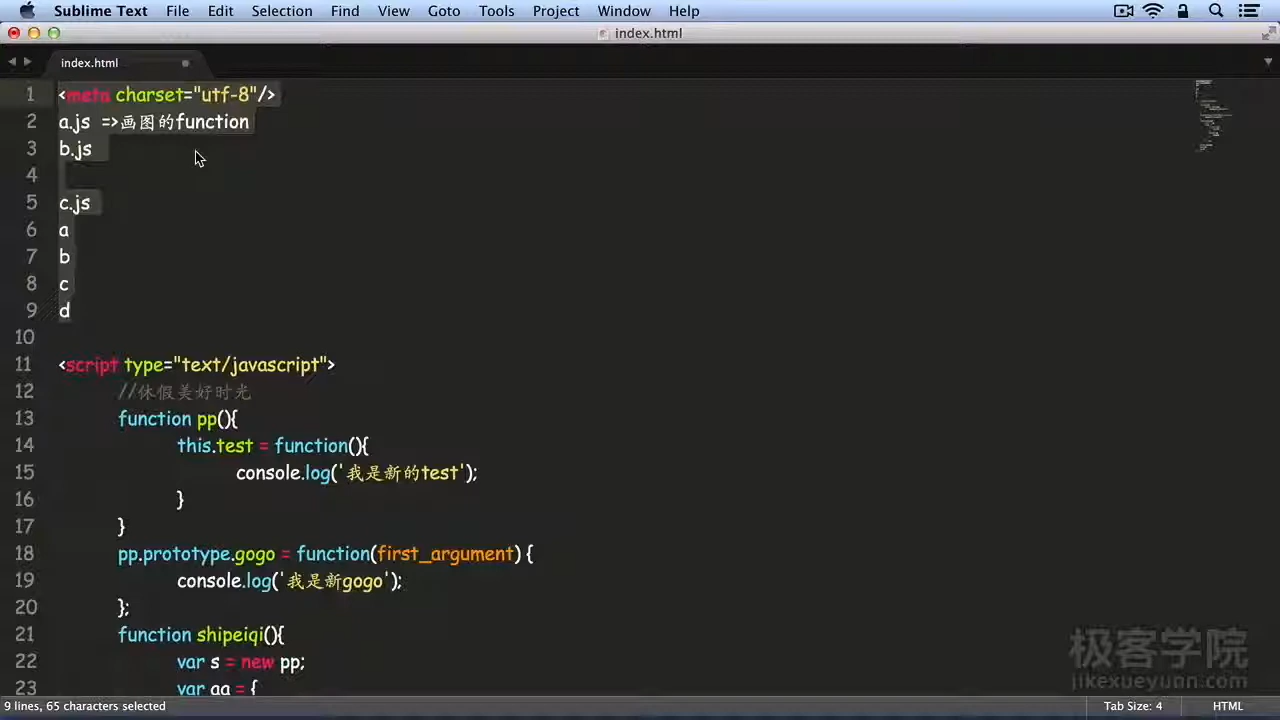 Sublime Text File Edit Selection Find View Goto Tools Project Window Help
index.html
index.html
1 <meta charset="utf-8"/>
2 a.js =>画图的function
3 b.js
4
5 c.js
6 a
7 b
8 c
9 d
10
11 <script type="text/javascript">
12 //休假美好时光
13 function pp(){
14 this.test = function(){
15 console.log('我是新的test');
16 }
17 }
18 pp.prototype.gogo = function(first_argument) {
19 console.log('我是新gogo');
20 };
21 function shipeiqi(){
22 var s = new pp;
23 var aa = {
极客学院
jikexueyuan.com
9 lines, 65 characters selected Tab Size: 4 HTML